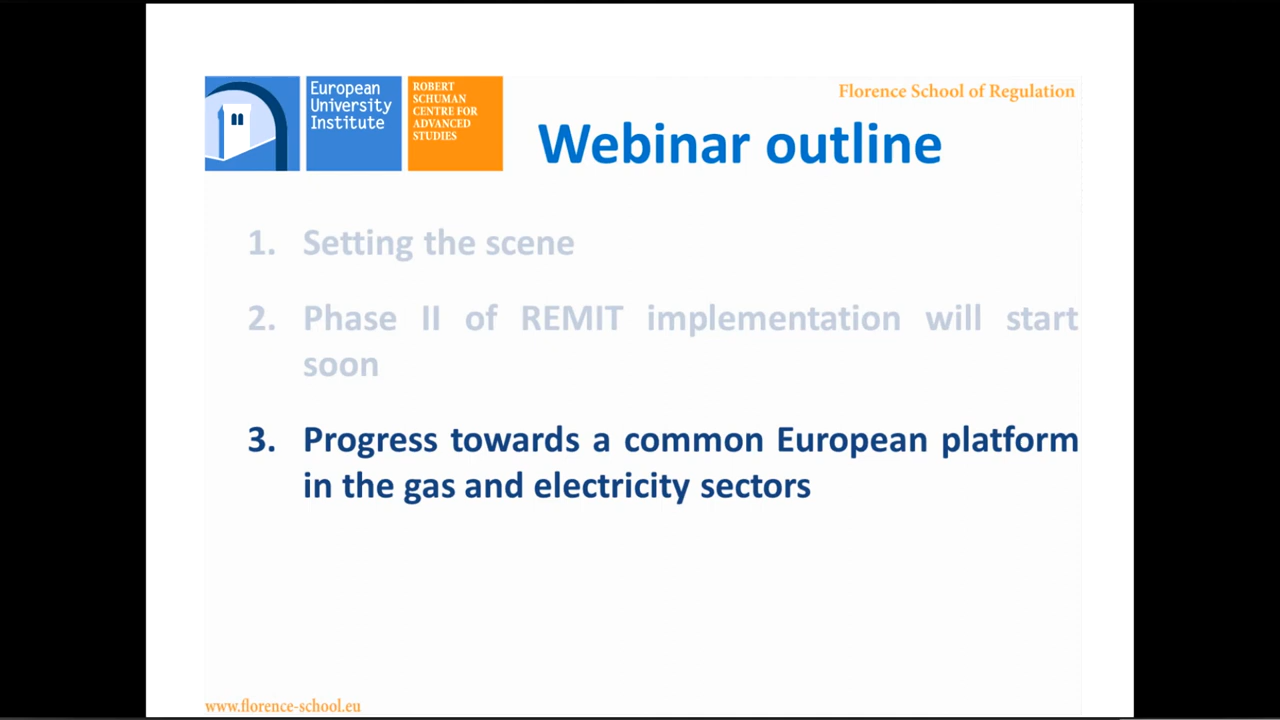 European
University
Institute
ROBERT
SCHUMAN
CENTRE FOR
ADVANCED
STUDIES
Florence School of Regulation
Webinar outline
1. Setting the scene
2. Phase II of REMIT implementation will start
soon
3. Progress towards a common European platform
in the gas and electricity sectors
www.florence-school.eu